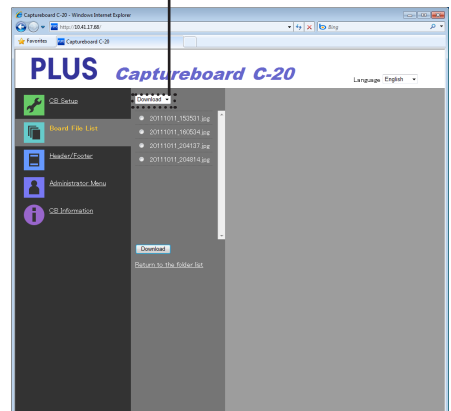 Captureboard C-20 - Windows Internet Explorer
http://10.41.17.68/
Bing
Favorites
Captureboard C-20
PLUS Captureboard C-20
Language English
CB Setup
Board File List
Header/Footer
Administrator Menu
CB Information
Download
20111011_153531.jpg
20111011_160534.jpg
20111011_204137.jpg
20111011_204814.jpg
Download
Return to the folder list